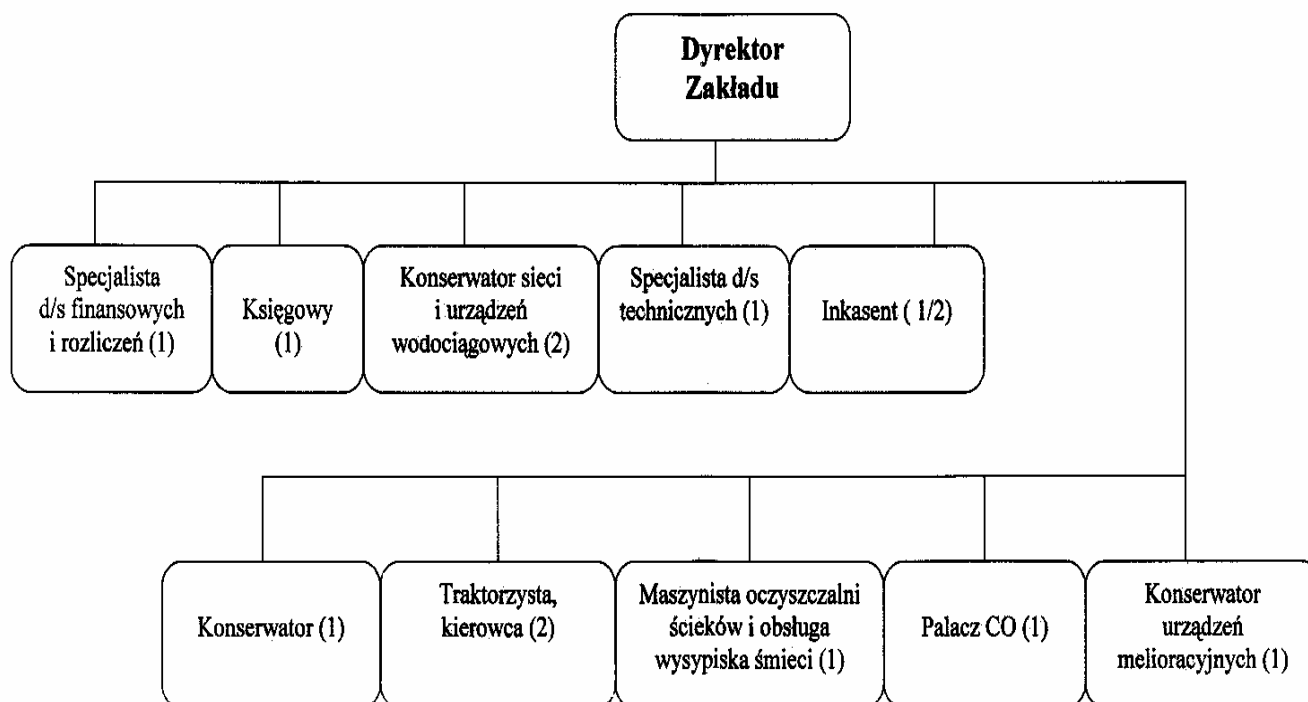 Dyrektor
Zakładu
Specjalista
d/s finansowych
i rozliczeń (1)
Księgowy
(1)
Konserwator sieci
i urządzeń
wodociągowych (2)
Specjalista d/s
technicznych (1)
Inkasent ( 1/2)
Konserwator (1)
Traktorzysta,
kierowca (2)
Maszynista oczyszczalni
ścieków i obsługa
wysypiska śmieci (1)
Palacz CO (1)
Konserwator
urządzeń
melioracyjnych (1)